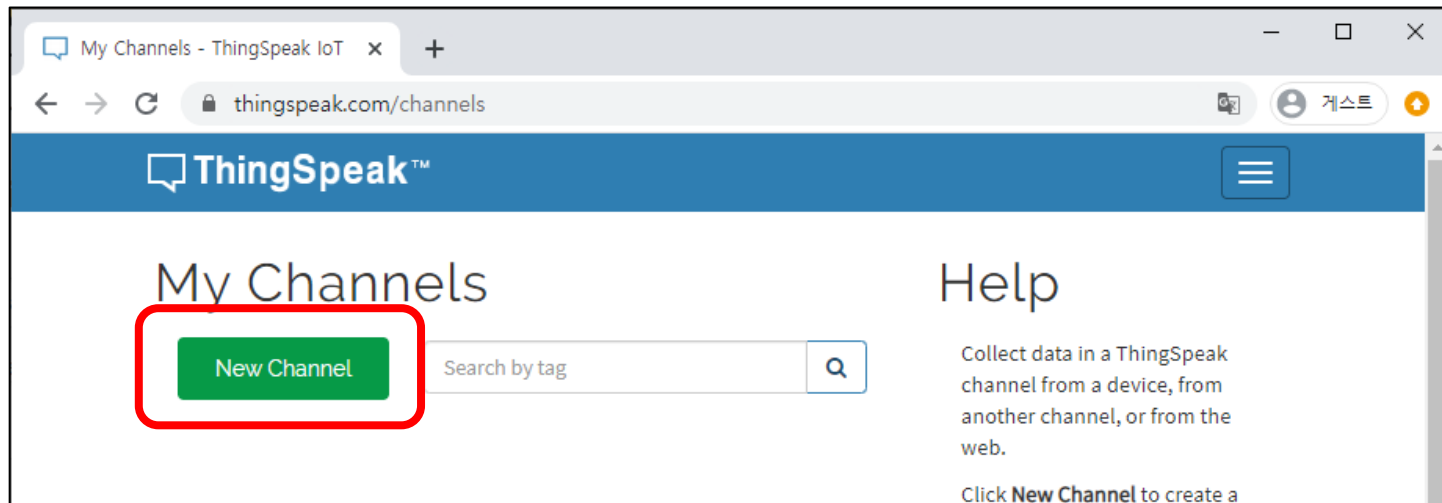 My Channels - ThingSpeak IoT
thingspeak.com/channels
게스트
ThingSpeak™
My Channels
New Channel
Search by tag
Help
Collect data in a ThingSpeak
channel from a device, from
another channel, or from the
web.
Click New Channel to create a